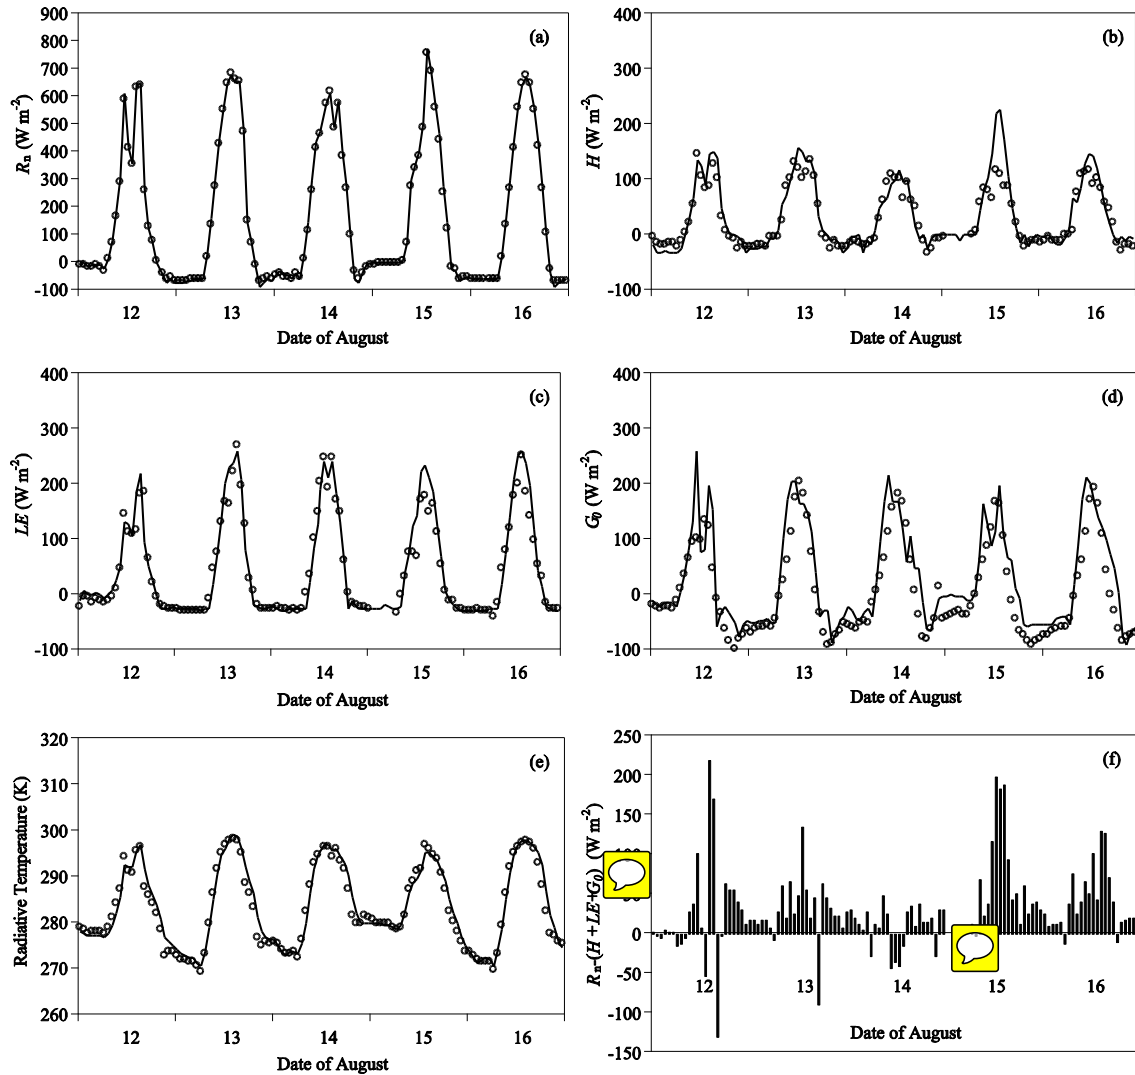 900
800
700
600
500
400
300
200
100
0
-100
Rn (W m-2)
(a)
12 13 14 15 16
Date of August
400
300
200
100
0
-100
H (W m-2)
(b)
12 13 14 15 16
Date of August
400
300
200
100
0
-100
LE (W m-2)
(c)
12 13 14 15 16
Date of August
400
300
200
100
0
-100
G0 (W m-2)
(d)
12 13 14 15 16
Date of August
320
310
300
290
280
270
260
Radiative Temperature (K)
(e)
12 13 14 15 16
Date of August
250
200
150
0
-50
-100
-150
Rn-(H+LE+G0) (W m-2)
(f)
12 13 14 15 16
Date of August